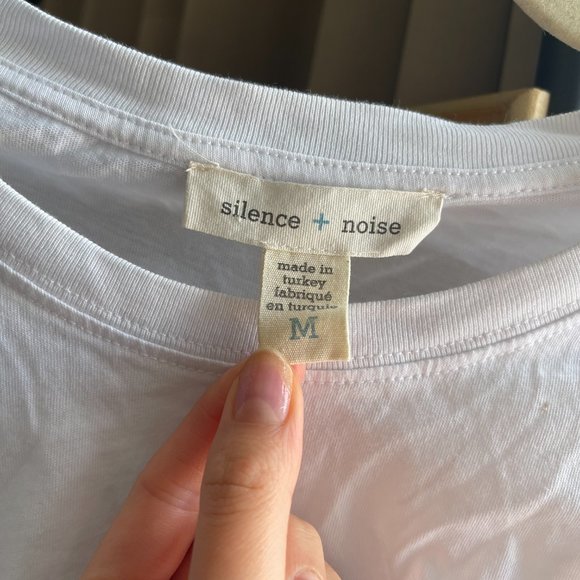 silence + noise
made in
turkey
fabriqué
en turquie
M